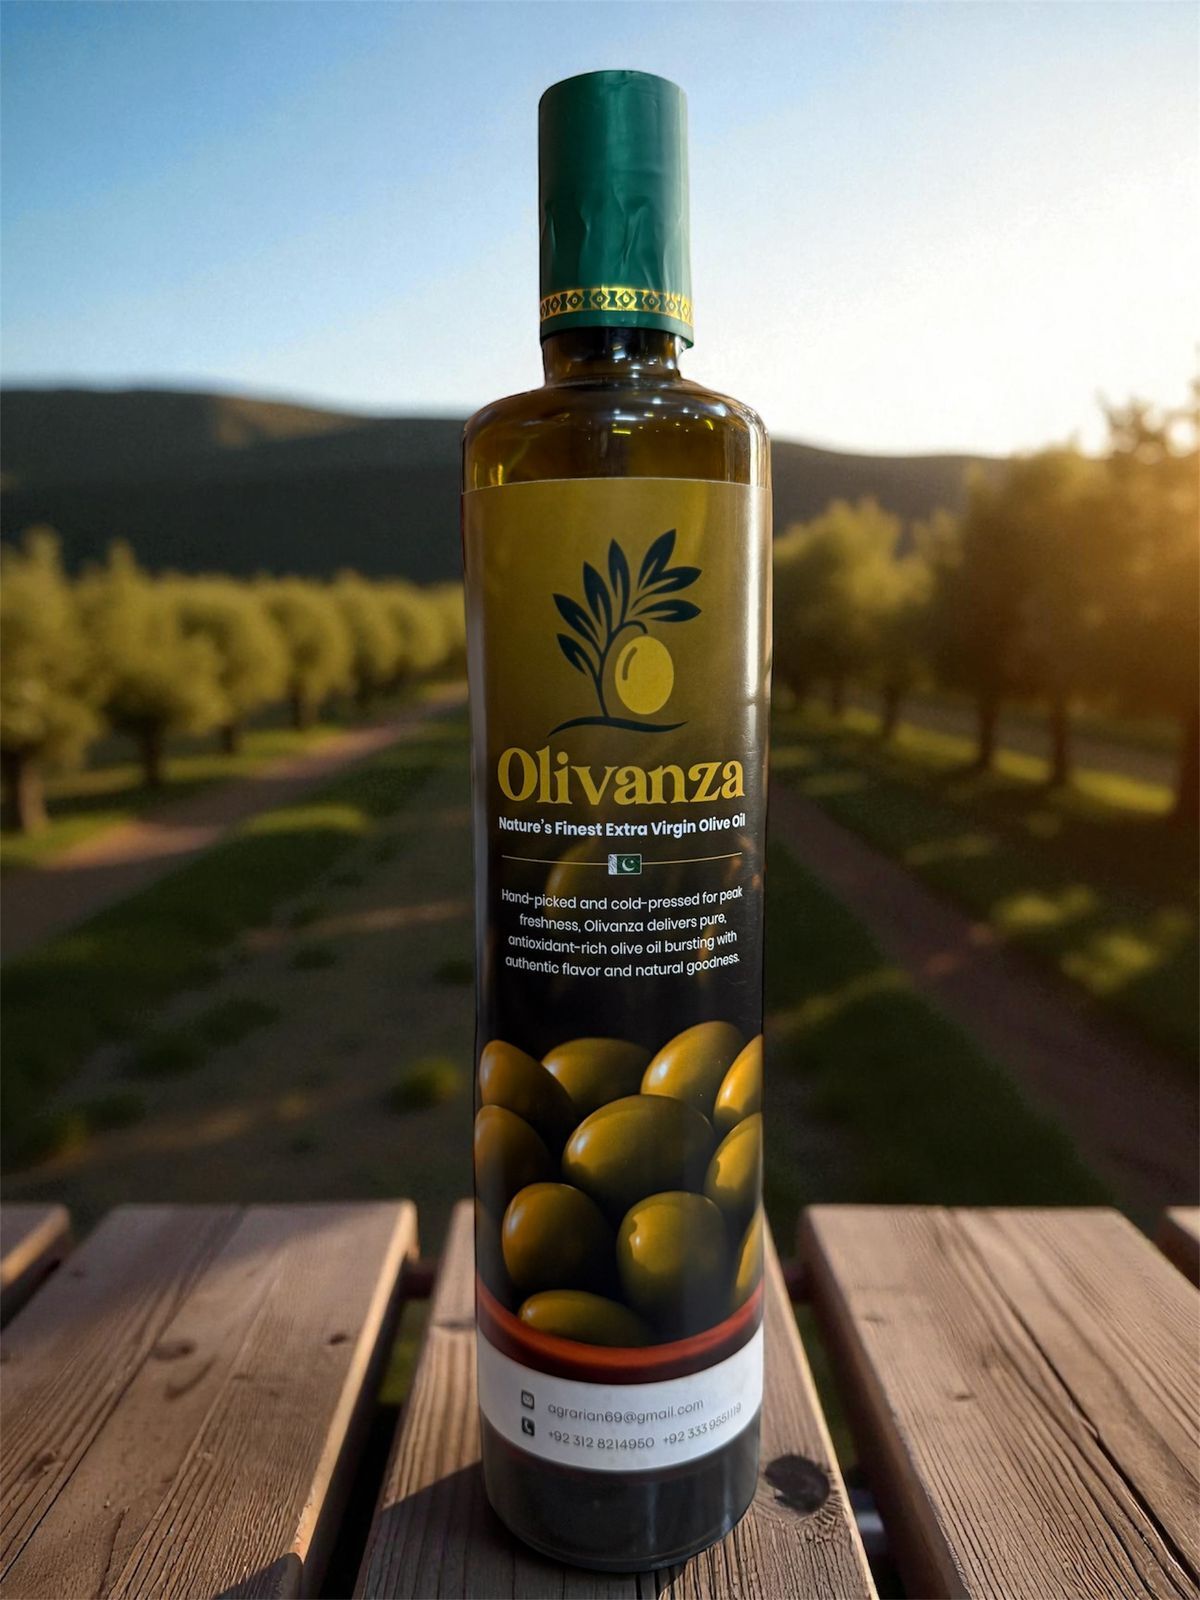 Olivanza
Nature's Finest Extra Virgin Olive Oil
Hand-picked and cold-pressed for peak
freshness, Olivanza delivers pure,
antioxidant-rich olive oil bursting with
authentic flavor and natural goodness.
agrarian69@gmail.com
+92 312 8214950 +92 333 9551119